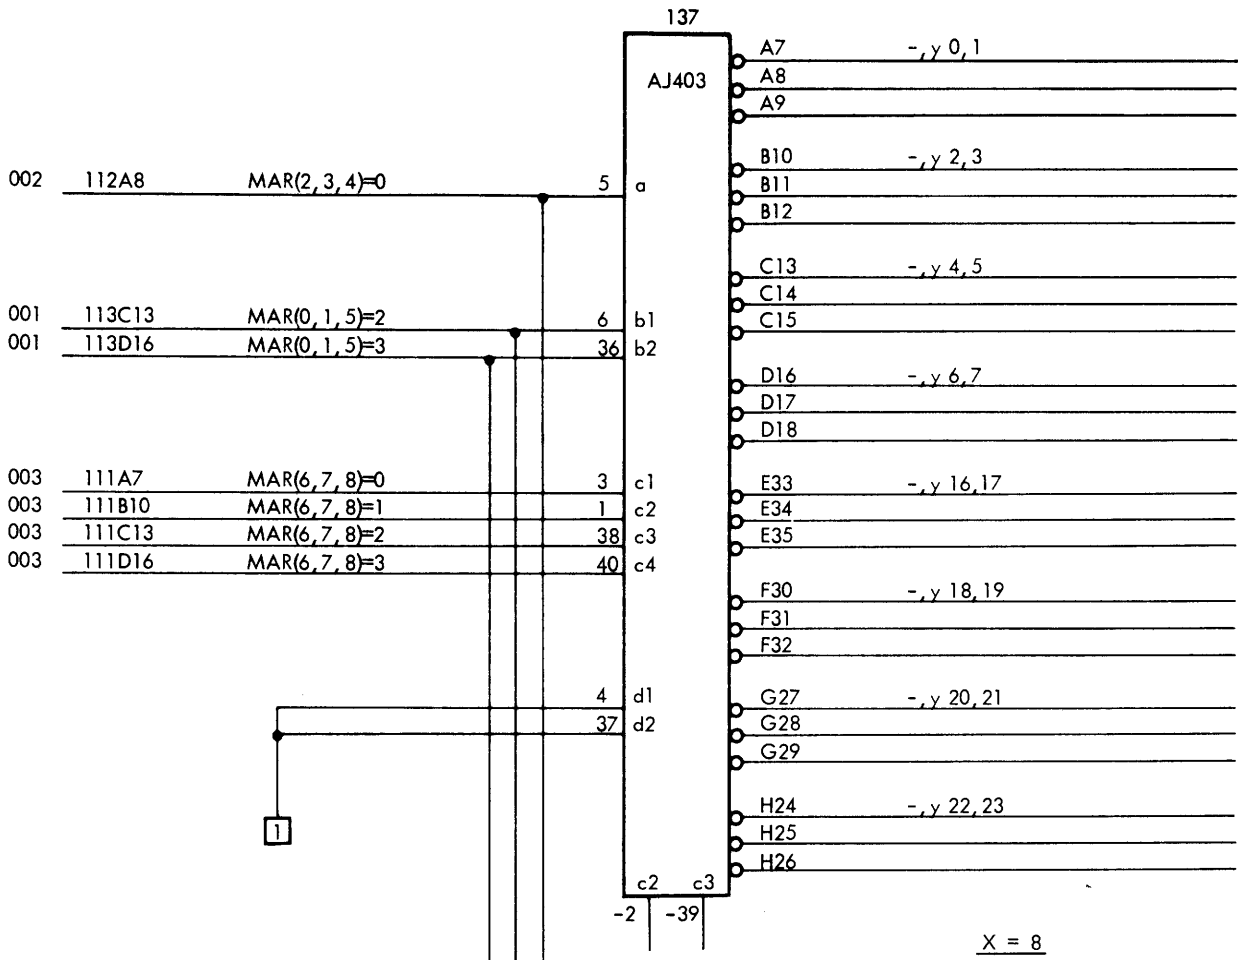 137
A7 -,y 0,1
AJ403
A8
A9
B10 -,y 2,3
002 112A8 MAR(2,3,4)=0 5 a
B11
B12
C13 -,y 4,5
C14
001 113C13 MAR(0,1,5)=2 6 b1
C15
001 113D16 MAR(0,1,5)=3 36 b2
D16 -,y 6,7
D17
D18
003 111A7 MAR(6,7,8)=0 3 c1
E33 -,y 16,17
003 111B10 MAR(6,7,8)=1 1 c2
E34
003 111C13 MAR(6,7,8)=2 38 c3
E35
003 111D16 MAR(6,7,8)=3 40 c4
F30 -,y 18,19
F31
F32
4 d1
G27 -,y 20,21
37 d2
G28
G29
H24 -,y 22,23
1
H25
H26
c2 c3
-2 -39
X = 8